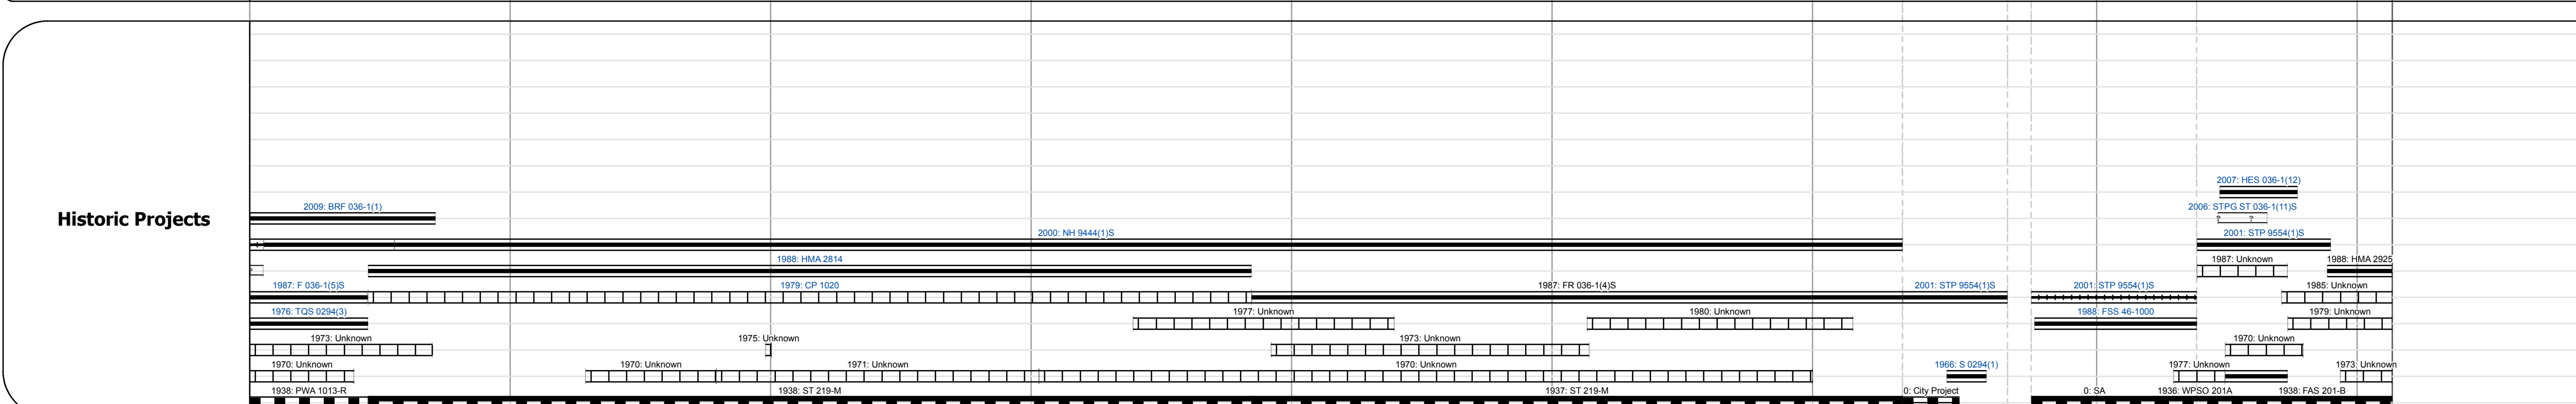 2007: HES 036-1(12)
2009: BRF 036-1(1)
2006: STPG ST 036-1(11)S
Historic Projects
? ?
2000: NH 9444(1)S
2001: STP 9554(1)S
1988: HMA 2814
1987: Unknown
1988: HMA 2925
1987: F 036-1(5)S
1979: CP 1020
1987: FR 036-1(4)S
2001: STP 9554(1)S
2001: STP 9554(1)S
1985: Unknown
1976: TQS 0294(3)
1977: Unknown
1980: Unknown
1988: FSS 46-1000
1979: Unknown
1973: Unknown
1975: Unknown
1973: Unknown
1970: Unknown
1970: Unknown
1970: Unknown
1971: Unknown
1970: Unknown
1966: S 0294(1)
1977: Unknown
1973: Unknown
1938: PWA 1013-R
1938: ST 219-M
1937: ST 219-M
0: City Project
0: SA
1936: WPSO 201A
1938: FAS 201-B